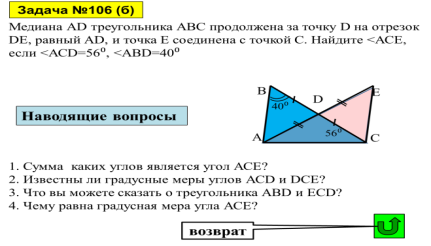 Задача №106 (б)
Медиана AD треугольника ABC продолжена за точку D на отрезок
DE, равный AD, и точка E соединена с точкой C. Найдите <ACE,
если <ACD=56⁰, <ABD=40⁰
B
E
40⁰
D
Наводящие вопросы
56⁰
A
C
1. Сумма каких углов является угол ACE?
2. Известны ли градусные меры углов ACD и DCE?
3. Что вы можете сказать о треугольника ABD и ECD?
4. Чему равна градусная мера угла ACE?
возврат